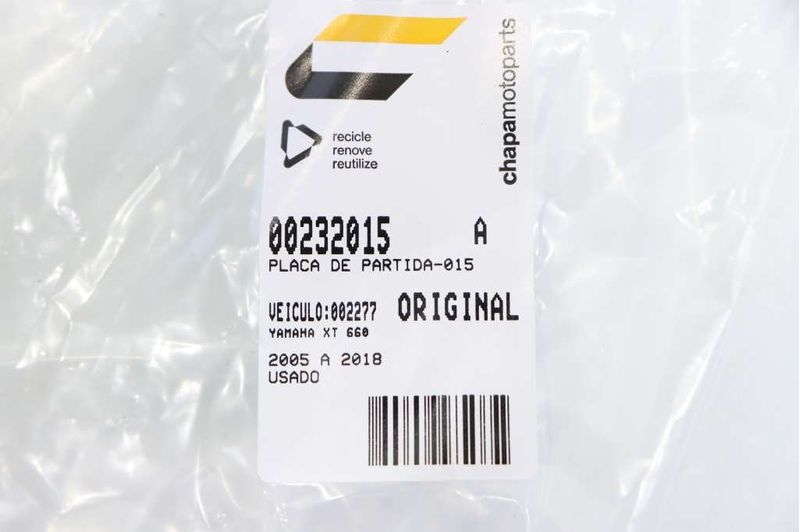 chapamotoparts
recicle
renove
reutilize
00232015 A
PLACA DE PARTIDA-015
VEICULO:002277 ORIGINAL
YAMAHA XT 660
2005 A 2018
USADO